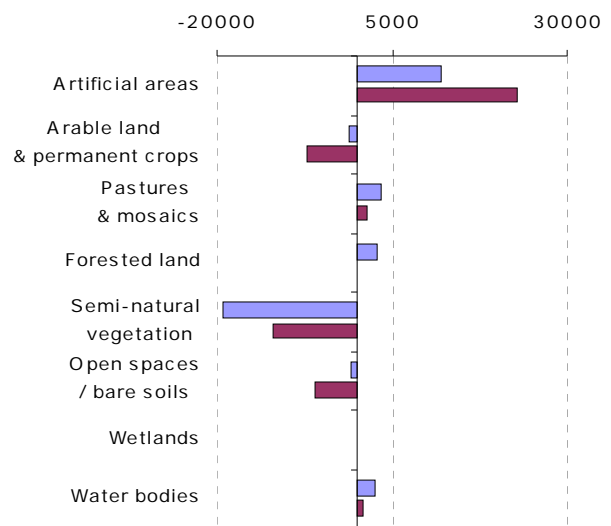 -20000 5000 30000
Artificial areas
Arable land
& permanent crops
Pastures
& mosaics
Forested land
Semi-natural
vegetation
Open spaces
/ bare soils
Wetlands
Water bodies